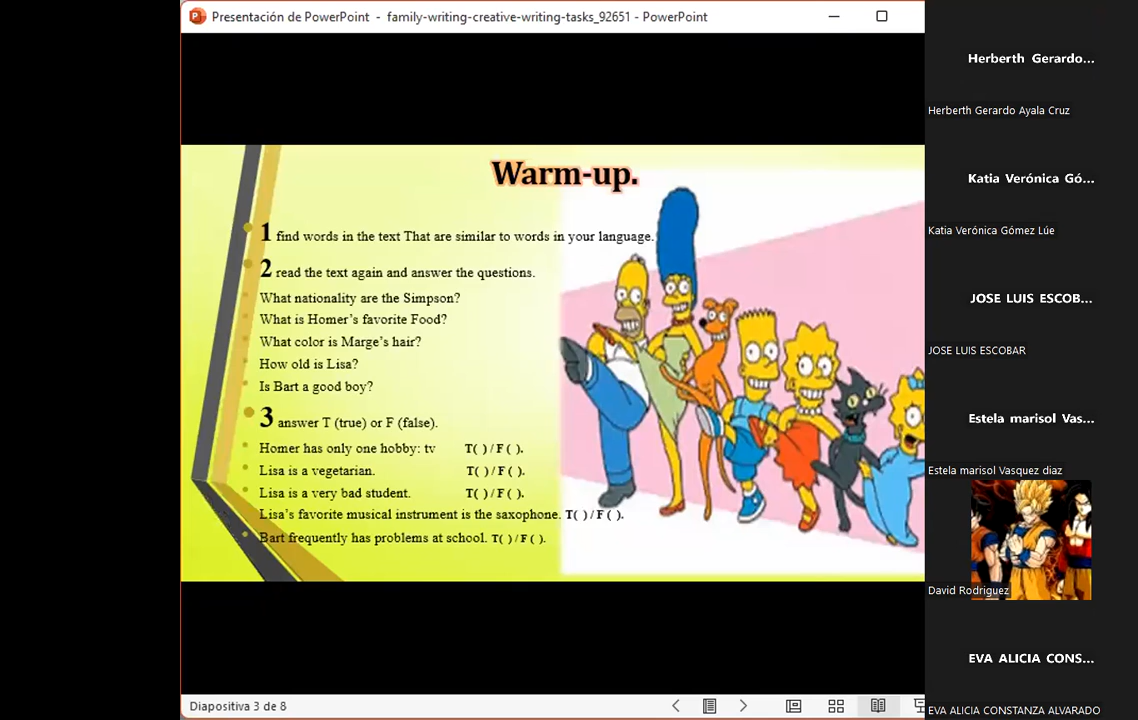 Presentación de PowerPoint - family-writing-creative-writing-tasks_92651 - PowerPoint
Warm-up.
1 find words in the text That are similar to words in your language.
2 read the text again and answer the questions.
What nationality are the Simpson?
What is Homer's favorite Food?
What color is Marge's hair?
How old is Lisa?
Is Bart a good boy?
3 answer T (true) or F (false).
Homer has only one hobby: tv T( ) / F ( ).
Lisa is a vegetarian. T( ) / F ( ).
Lisa is a very bad student. T( ) / F ( ).
Lisa's favorite musical instrument is the saxophone. T( ) / F ( ).
Bart frequently has problems at school. T( ) / F ( ).
Diapositiva 3 de 8
Herberth Gerardo...
Herberth Gerardo Ayala Cruz
Katia Verónica Gó...
Katia Verónica Gómez Lúe
JOSE LUIS ESCOB...
JOSE LUIS ESCOBAR
Estela marisol Vas...
Estela marisol Vasquez diaz
David Rodriguez
EVA ALICIA CONS...
EVA ALICIA CONSTANZA ALVARADO